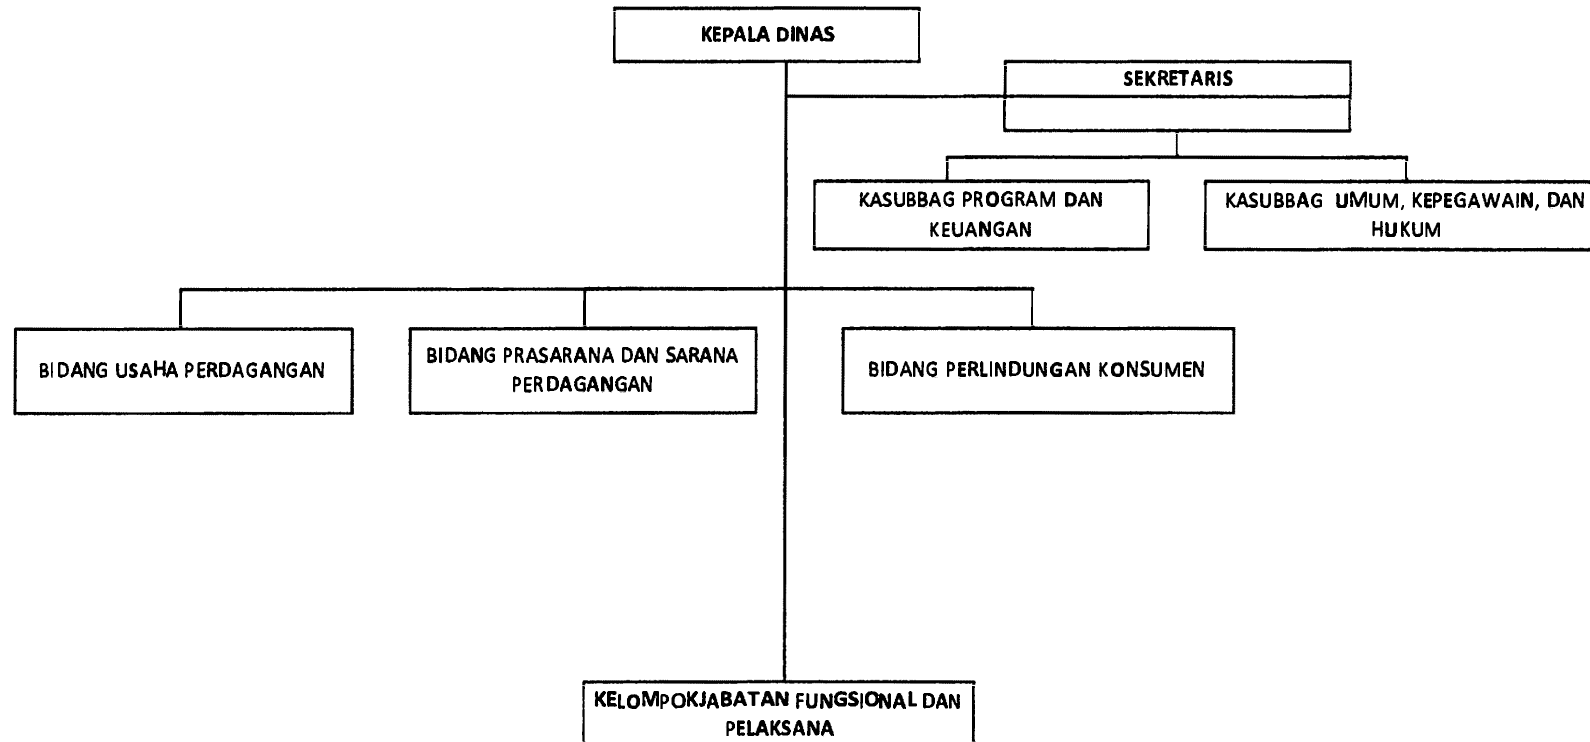 KEPALA DINAS
SEKRETARIS
KASUBBAG PROGRAM DAN
KEUANGAN
KASUBBAG UMUM, KEPEGAWAIN, DAN
HUKUM
BIDANG USAHA PERDAGANGAN
BIDANG PRASARANA DAN SARANA
PERDAGANGAN
BIDANG PERLINDUNGAN KONSUMEN
KELOMPOKJABATAN FUNGSIONAL DAN
PELAKSANA